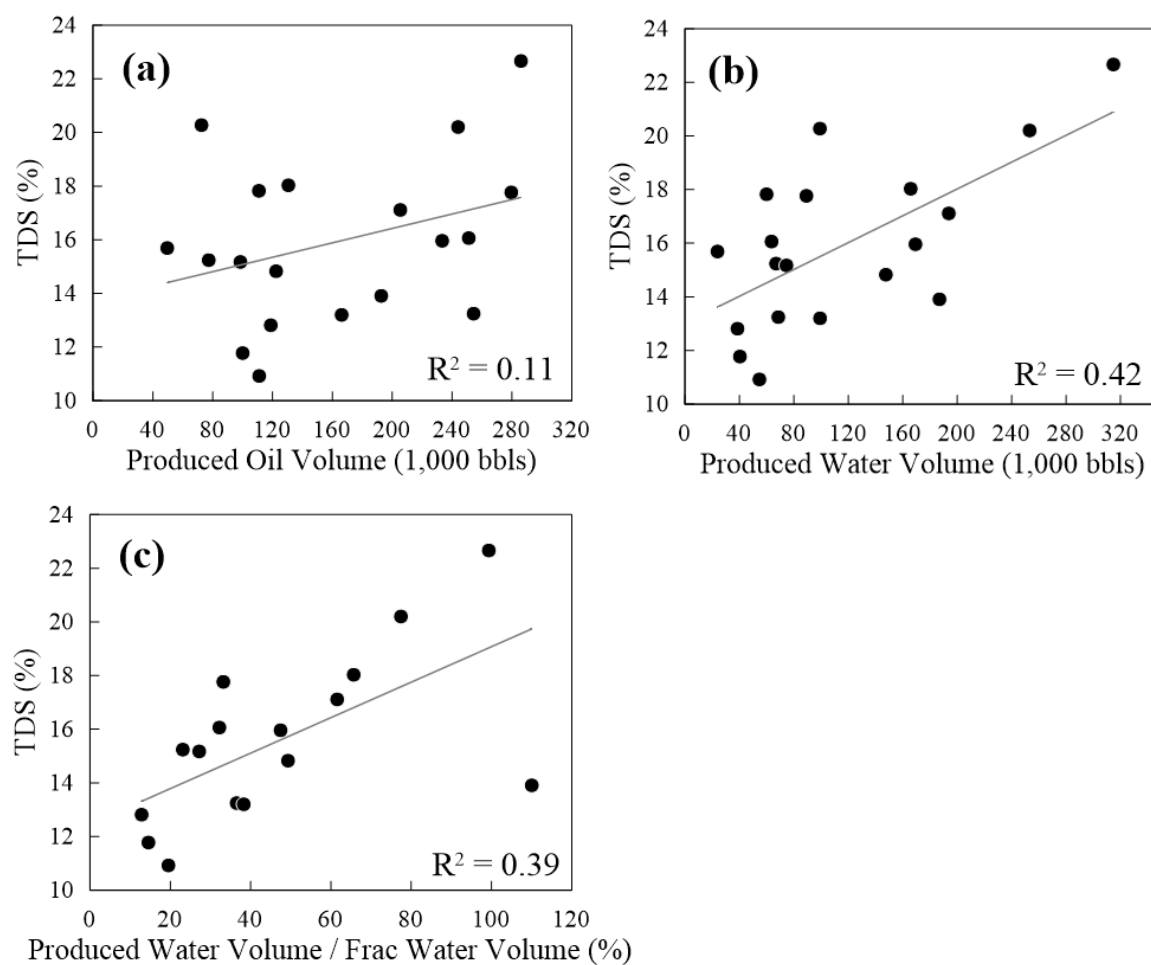 (a)
TDS (%)
24
22
20
18
16
14
12
10
R² = 0.11
0 40 80 120 160 200 240 280 320
Produced Oil Volume (1,000 bbls)
(b)
TDS (%)
24
22
20
18
16
14
12
10
R² = 0.42
0 40 80 120 160 200 240 280 320
Produced Water Volume (1,000 bbls)
(c)
TDS (%)
24
22
20
18
16
14
12
10
R² = 0.39
0 20 40 60 80 100 120
Produced Water Volume / Frac Water Volume (%)